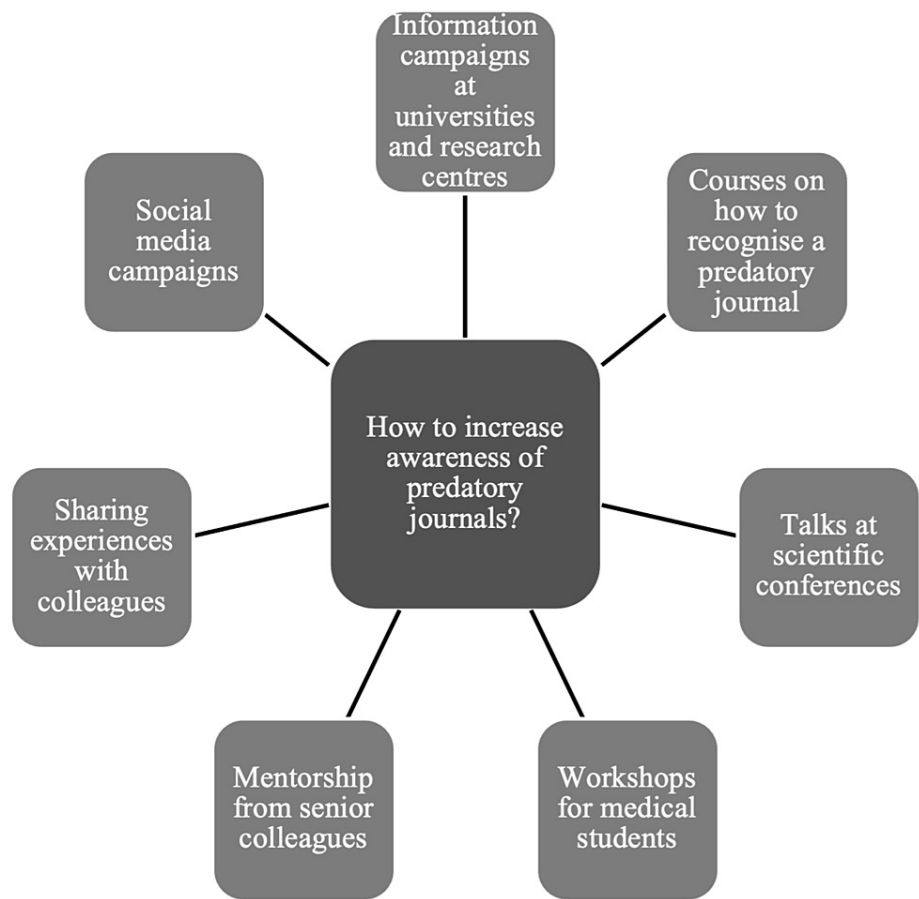 Information
campaigns
at
universities
and research
centres
Social
media
campaigns
Courses on
how to
recognise a
predatory
journal
How to increase
awareness of
predatory
journals?
Sharing
experiences
with
colleagues
Talks at
scientific
conferences
Mentorship
from senior
colleagues
Workshops
for medical
students